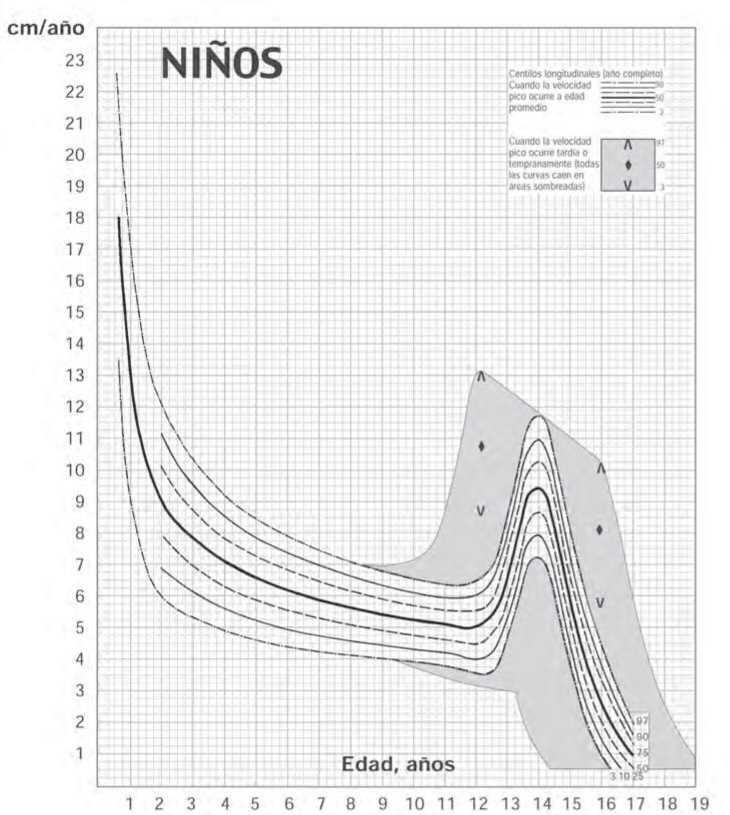 cm/año
NIÑOS
23
22
21
20
19
18
17
16
15
14
13
12
11
10
9
8
7
6
5
4
3
2
1
Centilos longitudinales (año completo)
Cuando la velocidad
pico ocurre a edad
promedio
50
3
Cuando la velocidad
pico ocurre tardía o
tempranamente (todas
las curvas caen en
áreas sombreadas)
97
50
3
97
90
75
50
3 10 25
Edad, años
1 2 3 4 5 6 7 8 9 10 11 12 13 14 15 16 17 18 19